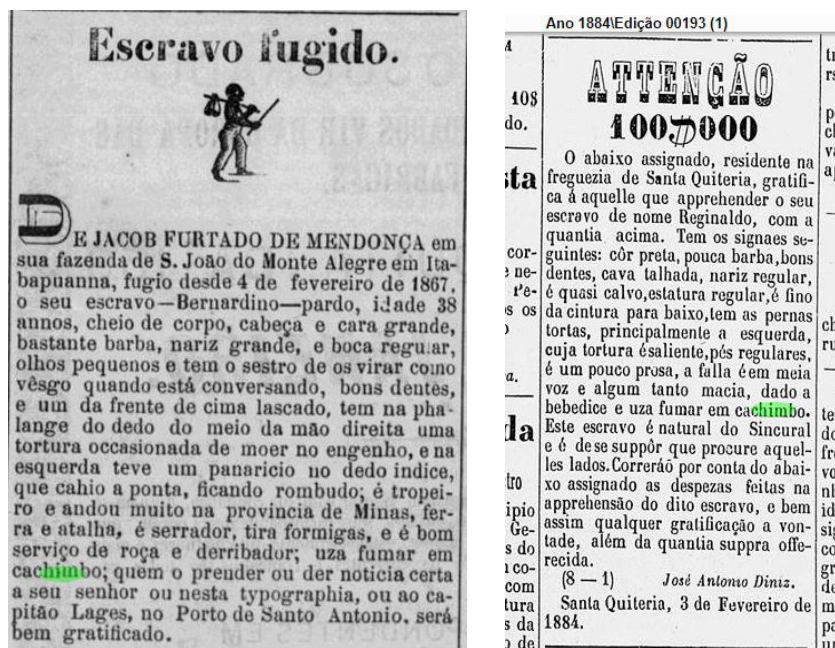 Escravo fugido.
DE JACOB FURTADO DE MENDONÇA em
sua fazenda de S. João do Monte Alegre em Ita-
bapuanna, fugio desde 4 de fevereiro de 1867,
o seu escravo—Bernardino—pardo, idade 38
annos, cheio de corpo, cabeça e cara grande,
bastante barba, nariz grande, e boca regular,
olhos pequenos e tem o sestro de os virar como
vêsgo quando está conversando, bons dentes,
e um da frente de cima lascado, tem na pha-
lange do dedo do meio da mão direita uma
tortura occasionada de moer no engenho, e na
esquerda teve um panaricio no dedo indice,
que cahio a ponta, ficando rombudo; é tropei-
ro e andou muito na provincia de Minas, fer-
ra e atalha, é serrador, tira formigas, e é bom
serviço de roça e derribador; uza fumar em
cachimbo; quem o prender ou der noticia certa
a seu senhor ou nesta typographia, ou ao ca-
pitão Lages, no Porto de Santo Antonio, será
bem gratificado.
Ano 1884\Edição 00193 (1)
ATTENÇÃO
100$000
O abaixo assignado, residente na
freguezia de Santa Quiteria, gratifi-
ca á aquelle que apprehender o seu
escravo de nome Reginaldo, com a
quantia acima. Tem os signaes se-
guintes: côr preta, pouca barba, bons
dentes, cava talhada, nariz regular,
é quasi calvo, estatura regular, é fino
da cintura para baixo, tem as pernas
tortas, principalmente a esquerda,
cuja tortura é saliente, pés regulares,
é um pouco prosa, a falla é em meia
voz e algum tanto macia, dado a
bebedice e uza fumar em cachimbo.
Este escravo é natural do Sincural
e é de se suppôr que procure aquel-
les lados. Correráõ por conta do abai-
xo assignado as despezas feitas na
apprehensão do dito escravo, e bem
assim qualquer gratificação a von-
tade, além da quantia suppra offe-
recida.
(8—1) José Antonio Diniz.
Santa Quiteria, 3 de Fevereiro de
1884.